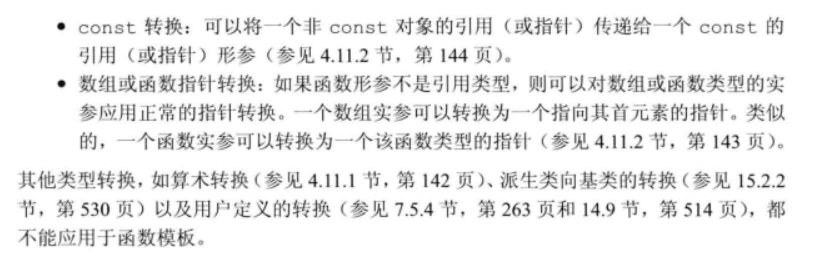 • const 转换：可以将一个非 const 对象的引用（或指针）传递给一个 const 的
引用（或指针）形参（参见 4.11.2 节，第 144 页）。
• 数组或函数指针转换：如果函数形参不是引用类型，则可以对数组或函数类型的实
参应用正常的指针转换。一个数组实参可以转换为一个指向其首元素的指针。类似
的，一个函数实参可以转换为一个该函数类型的指针（参见 4.11.2 节，第 143 页）。
其他类型转换，如算术转换（参见 4.11.1 节，第 142 页）、派生类向基类的转换（参见 15.2.2
节，第 530 页）以及用户定义的转换（参见 7.5.4 节，第 263 页和 14.9 节，第 514 页），都
不能应用于函数模板。